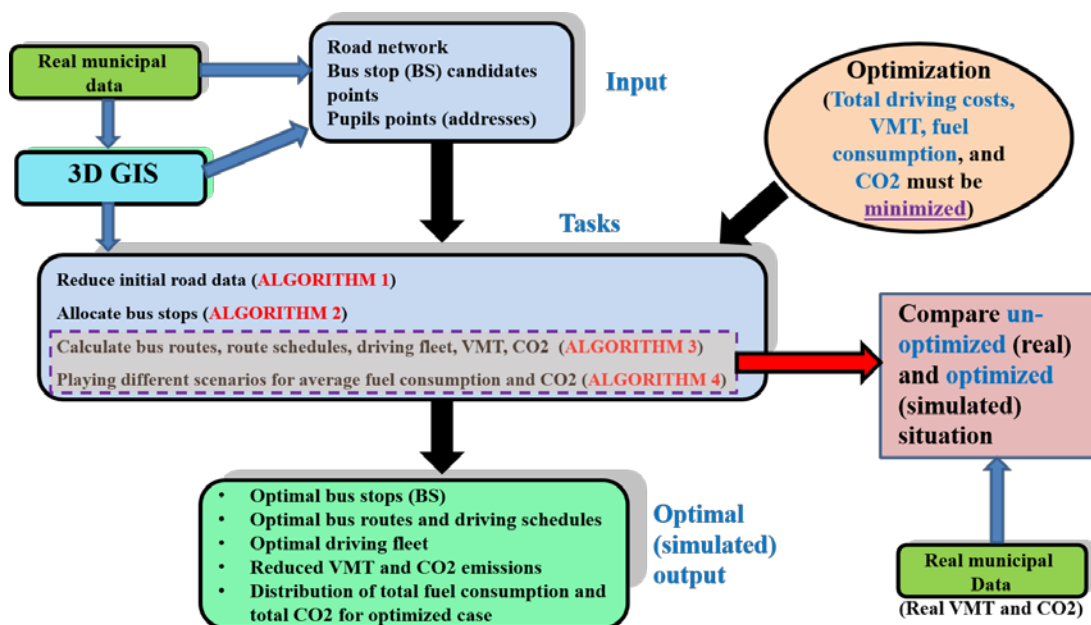 Real municipal
data
3D GIS
Road network
Bus stop (BS) candidates
points
Pupils points (addresses)
Input
Optimization
(Total driving costs,
VMT, fuel
consumption, and
CO2 must be
minimized)
Tasks
Reduce initial road data (ALGORITHM 1)
Allocate bus stops (ALGORITHM 2)
Calculate bus routes, route schedules, driving fleet, VMT, CO2 (ALGORITHM 3)
Playing different scenarios for average fuel consumption and CO2 (ALGORITHM 4)
Compare un-
optimized (real)
and optimized
(simulated)
situation
• Optimal bus stops (BS)
• Optimal bus routes and driving schedules
• Optimal driving fleet
• Reduced VMT and CO2 emissions
• Distribution of total fuel consumption and
total CO2 for optimized case
Optimal
(simulated)
output
Real municipal
Data
(Real VMT and CO2)